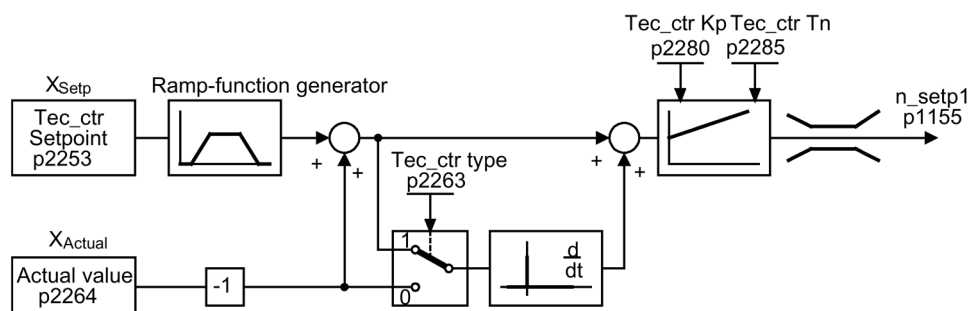 Tec_ctr Kp Tec_ctr Tn
p2280 p2285
XSetp
Ramp-function generator
n_setp1
p1155
Tec_ctr
Setpoint
p2253
+
+
+
+
Tec_ctr type
p2263
XActual
1
d
dt
Actual value
p2264
-1
0